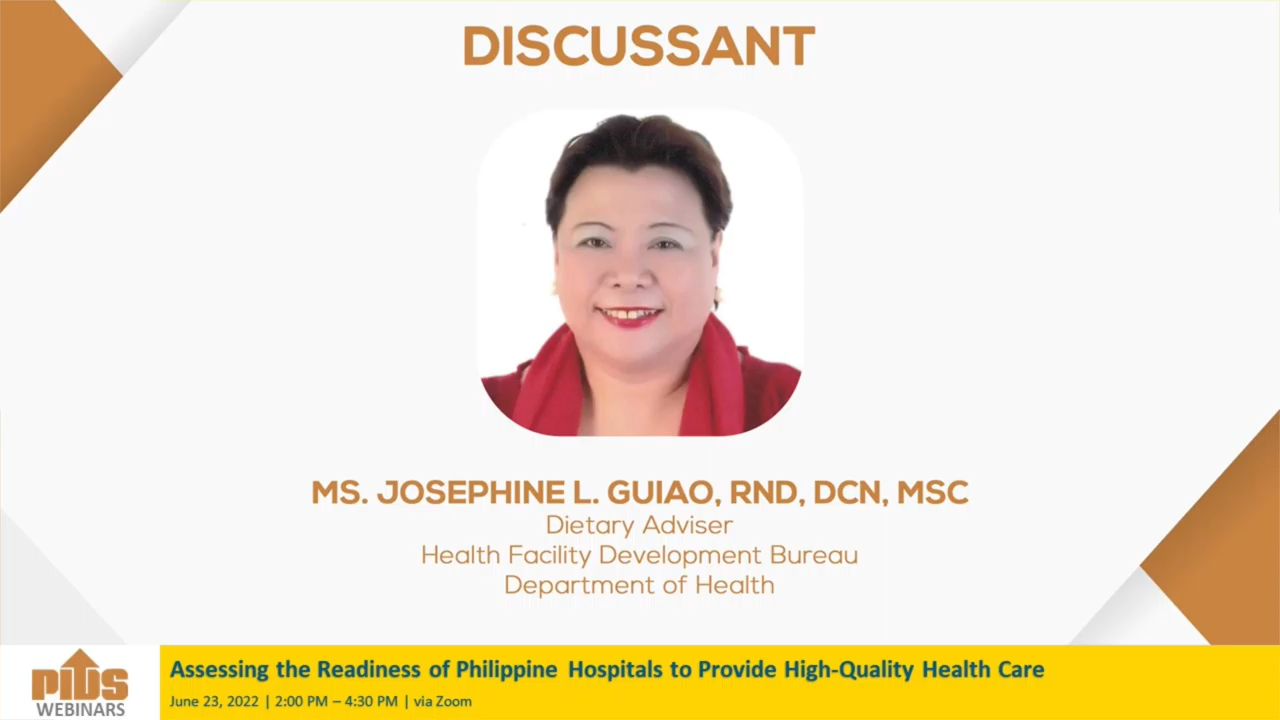 DISCUSSANT
MS. JOSEPHINE L. GUIAO, RND, DCN, MSC
Dietary Adviser
Health Facility Development Bureau
Department of Health
PIDS
WEBINARS
Assessing the Readiness of Philippine Hospitals to Provide High-Quality Health Care
June 23, 2022 | 2:00 PM – 4:30 PM | via Zoom